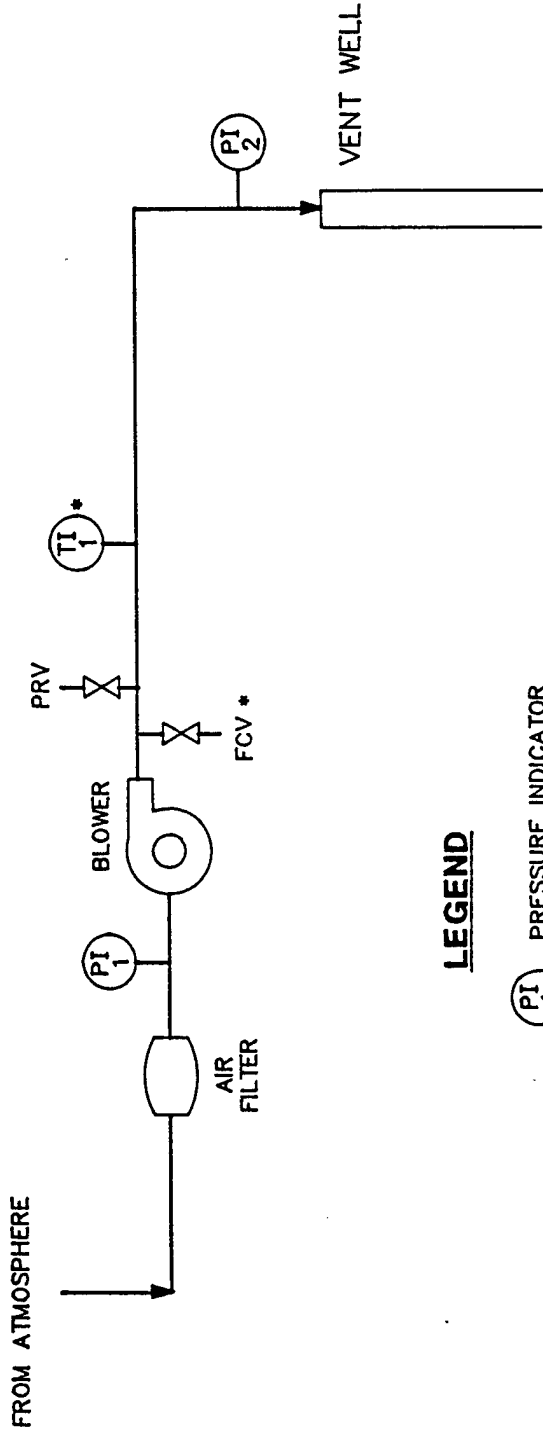 FROM ATMOSPHERE
AIR
FILTER
PI
1
BLOWER
FCV *
PRV
TI
1
*
PI
2
VENT WELL
LEGEND
PI
PRESSURE INDICATOR